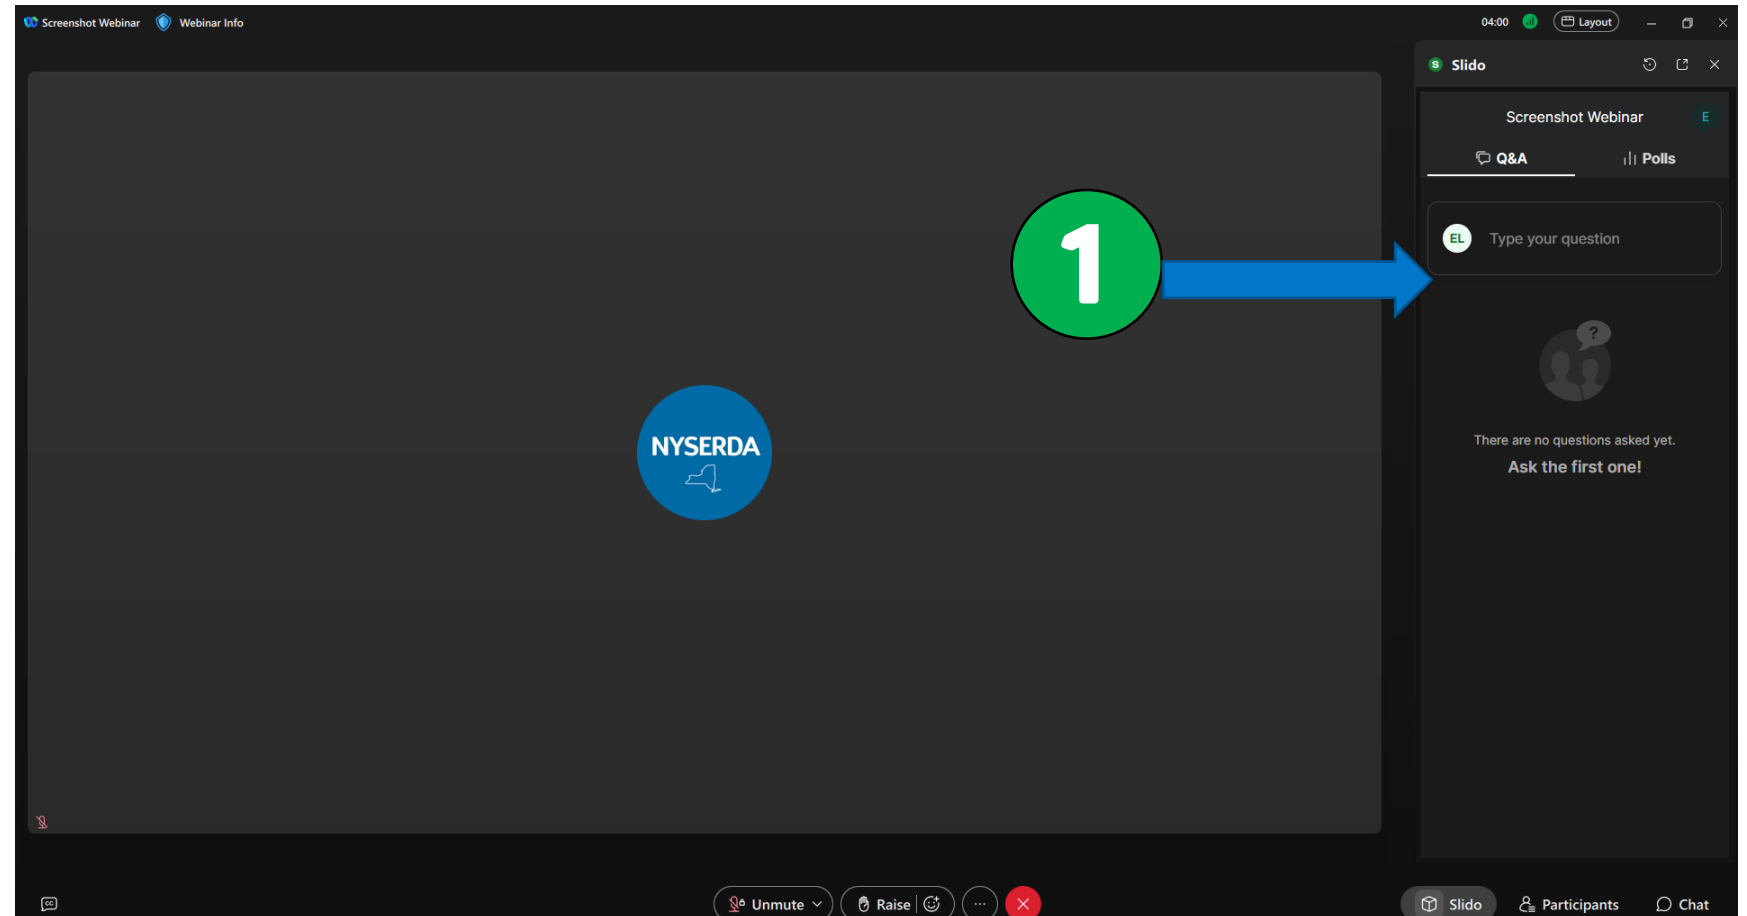 Screenshot Webinar Webinar Info 04:00 Layout
S Slido
Screenshot Webinar E
Q&A Polls
1
EL Type your question
?
There are no questions asked yet.
Ask the first one!
NYSERDA
CC Unmute Raise Slido Participants Chat